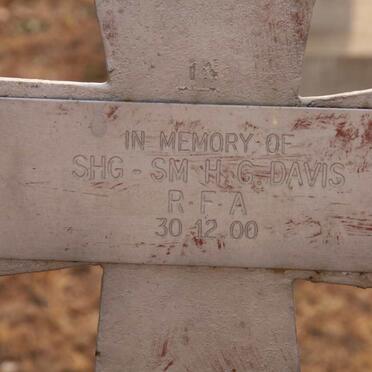 IN MEMORY OF
SHG - SM H. G. DAVIS
R F A
30 12 00